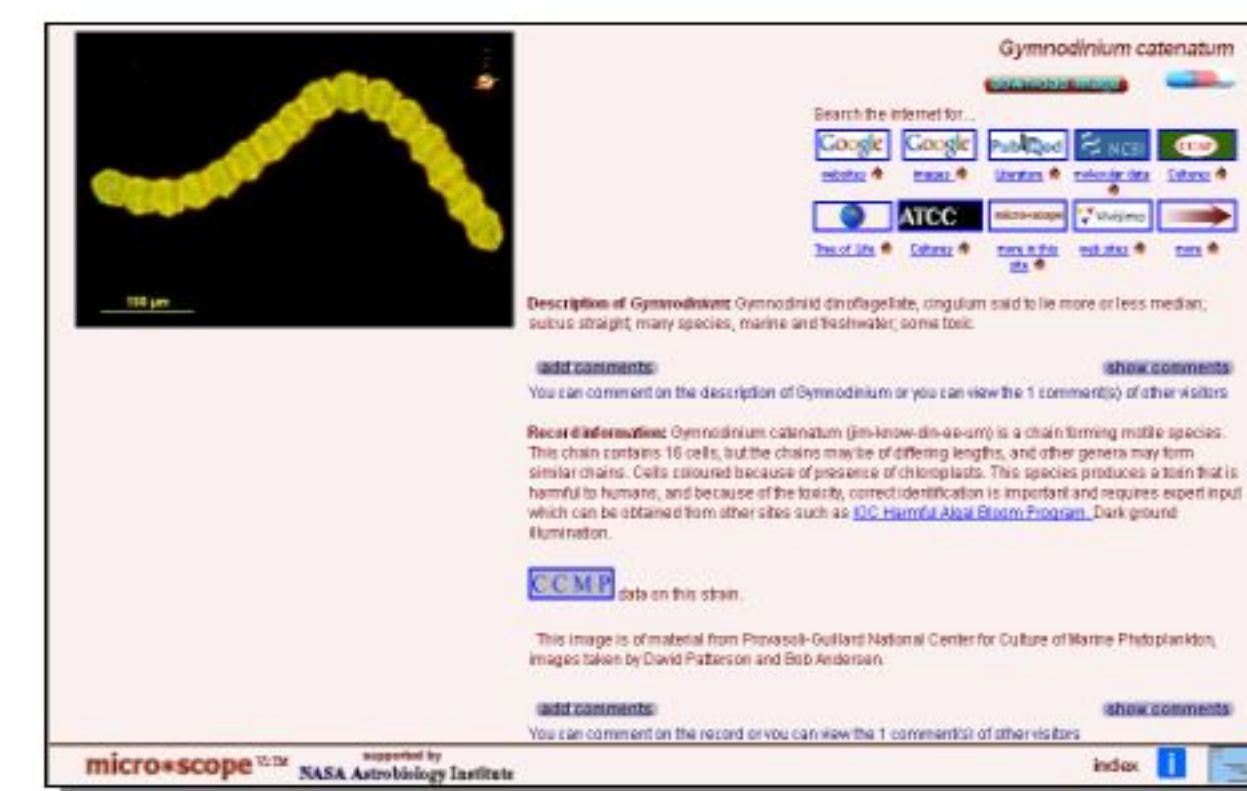 Gymnodinium catenatum
download image
Search the internet for...
Google Google PubMed NCBI CCAP
websites images Literature molecular data Cultures
ATCC micro*scope Vivisimo
Tree of Life Cultures more in this site web sites more
100 µm
Description of Gymnodinium: Gymnodiniid dinoflagellate, cingulum said to lie more or less median;
sulcus straight; many species, marine and freshwater, some toxic.
add comments show comments
You can comment on the description of Gymnodinium or you can view the 1 comment(s) of other visitors
Record information: Gymnodinium catenatum (jim-know-din-ee-um) is a chain forming motile species.
This chain contains 16 cells, but the chains may be of differing lengths, and other genera may form
similar chains. Cells coloured because of presence of chloroplasts. This species produces a toxin that is
harmful to humans, and because of the toxicity, correct identification is important and requires expert input
which can be obtained from other sites such as IOC Harmful Algal Bloom Program. Dark ground
illumination.
CCMP data on this strain.
This image is of material from Provasoli-Guillard National Center for Culture of Marine Phytoplankton,
images taken by David Patterson and Bob Andersen.
add comments show comments
You can comment on the record or you can view the 1 comment(s) of other visitors
micro*scope
supported by
NASA Astrobiology Institute
index i